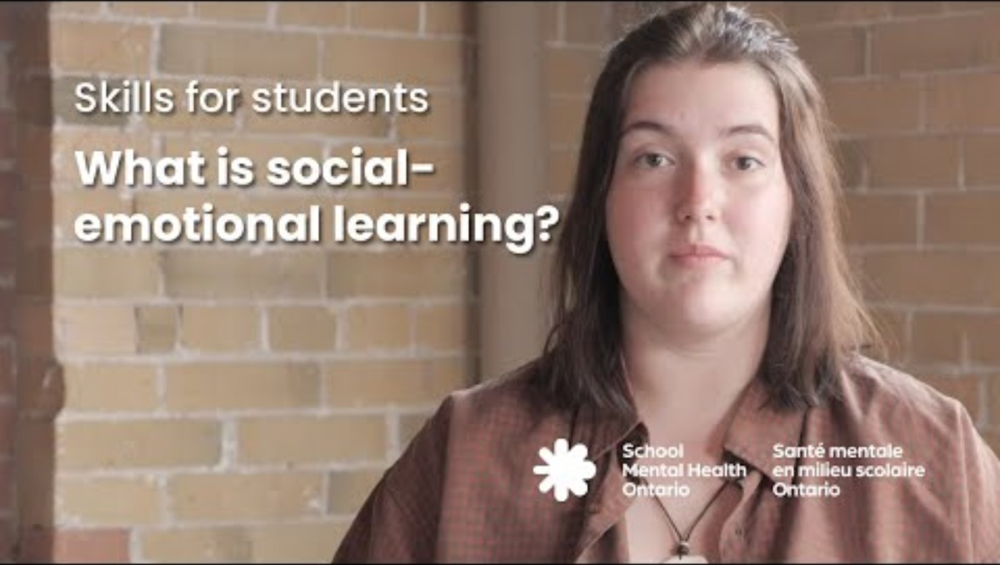 Skills for students
What is social-
emotional learning?
School
Mental Health
Ontario
Santé mentale
en milieu scolaire
Ontario